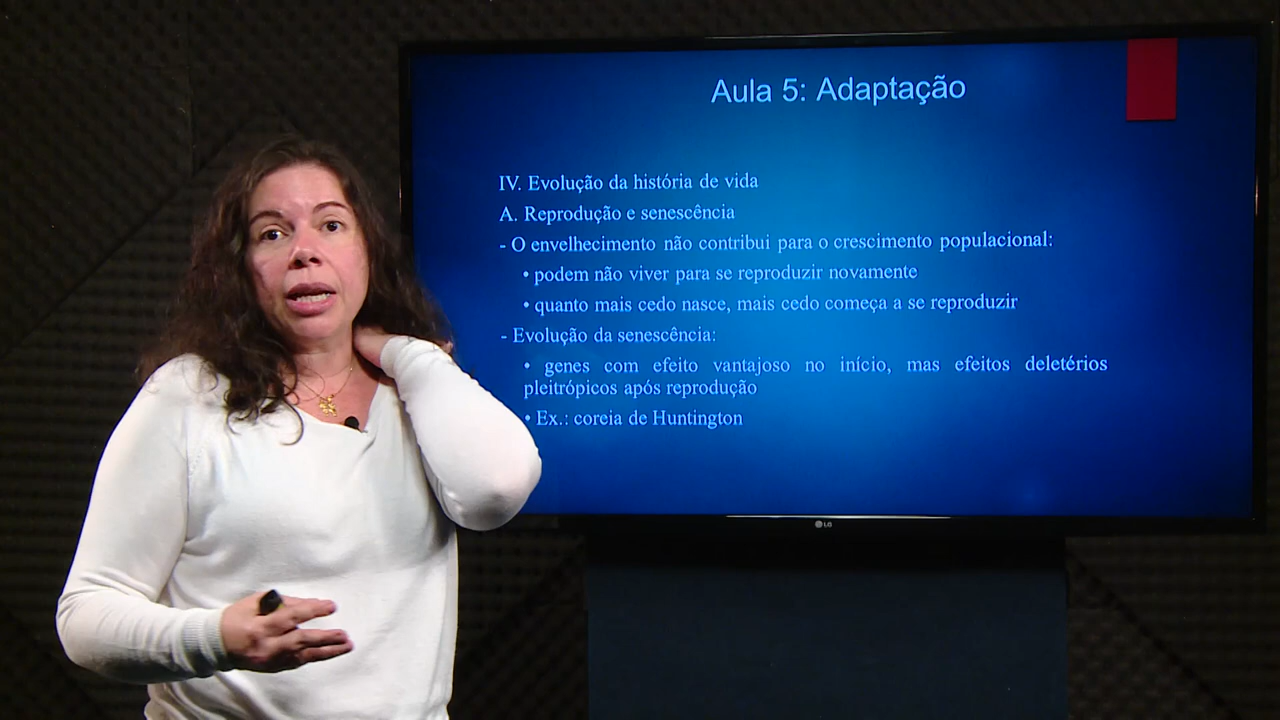 Aula 5: Adaptação
IV. Evolução da história de vida
A. Reprodução e senescência
- O envelhecimento não contribui para o crescimento populacional:
• podem não viver para se reproduzir novamente
• quanto mais cedo nasce, mais cedo começa a se reproduzir
- Evolução da senescência:
• genes com efeito vantajoso no início, mas efeitos deletérios
pleitrópicos após reprodução
• Ex.: coreia de Huntington
LG